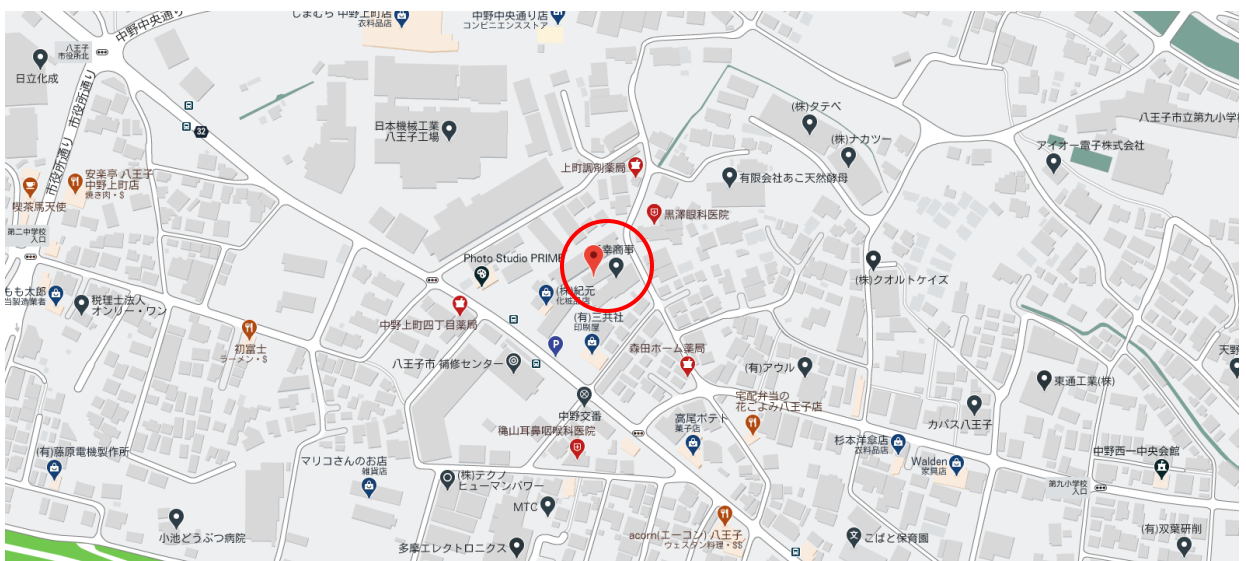 しまむら 中野上町店
衣料品店
中野中央通り店
コンビニエンスストア
中野中央通り
八王子
市役所北
日立化成
市役所通り
市役所通り
32
日本機械工業
八王子工場
(株)タテベ
(株)ナカツー
八王子市立第九小学校
アイオー電子株式会社
安楽亭 八王子
中野上町店
焼き肉・$
喫茶馬天使
上町調剤薬局
有限会社あこ天然酵母
黒澤眼科医院
第二中学校
入口
幸商事
Photo Studio PRIME
(株)紀元
化粧品店
(株)クオルトケイズ
もも太郎
当製造業者
税理士法人
オンリー・ワン
中野上町四丁目薬局
(有)三共社
印刷屋
初富士
ラーメン・$
P
八王子市 補修センター
森田ホーム薬局
(有)アウル
天野
東通工業(株)
中野交番
宅配弁当の
花ごよみ八王子店
カバス八王子
高尾ポテト
菓子店
穐山耳鼻咽喉科医院
杉本洋傘店
衣料品店
(有)藤原電機製作所
マリコさんのお店
雑貨店
Walden
家具店
中野西一中央会館
(株)テクノ
ヒューマンパワー
第九小学校
入口
MTC
小池どうぶつ病院
多摩エレクトロニクス
acorn(エーコン) 八王子
ウェスタン料理・$$
文
こばと保育園
(有)双葉研削